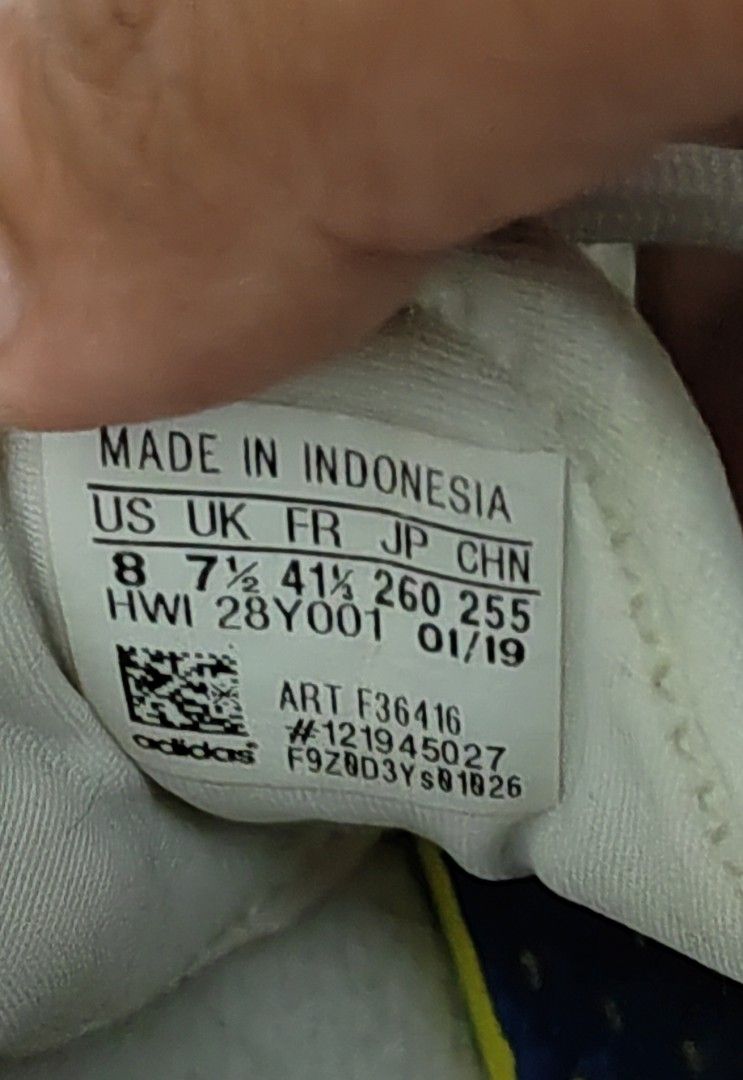 MADE IN INDONESIA
US UK FR JP CHN
8 7½ 41⅓ 260 255
HWI 28Y001 01/19
ART F36416
#121945027
adidas
F9Z0D3Ys01026